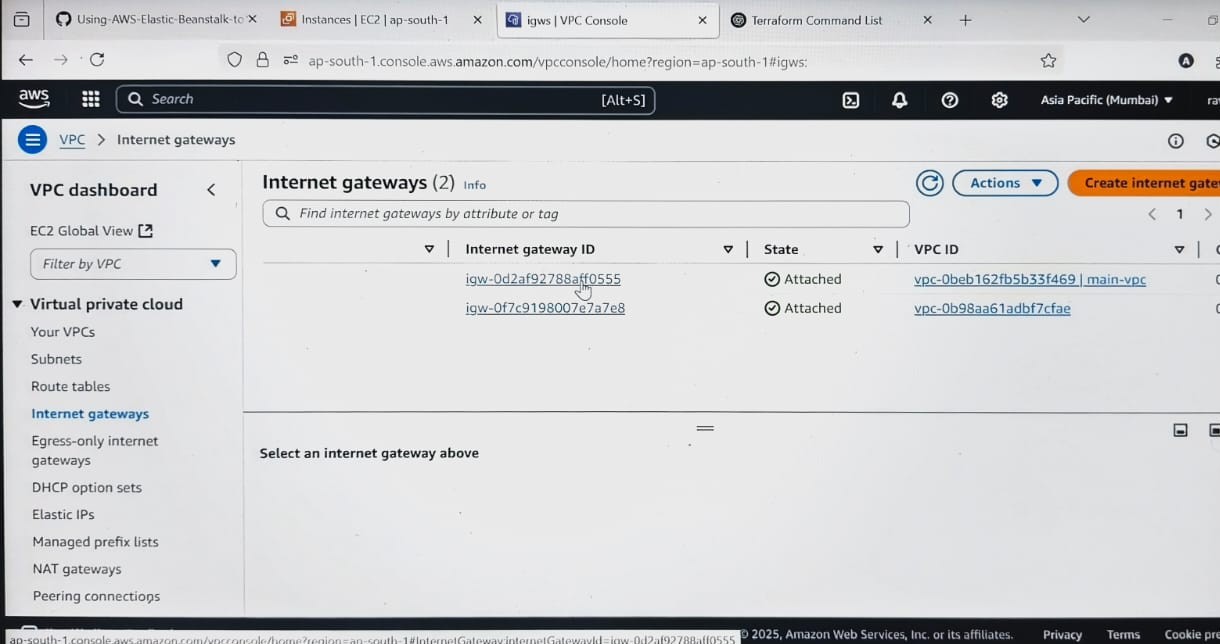 Using-AWS-Elastic-Beanstalk-to
Instances | EC2 | ap-south-1
igws | VPC Console
Terraform Command List
ap-south-1.console.aws.amazon.com/vpcconsole/home?region=ap-south-1#igws:
A
aws
Search
[Alt+S]
Asia Pacific (Mumbai)
VPC > Internet gateways
VPC dashboard
Internet gateways (2) Info
Actions
Create internet gate
EC2 Global View
Find internet gateways by attribute or tag
1
Filter by VPC
Internet gateway ID
State
VPC ID
igw-0d2af92788aff0555
Attached
vpc-0beb162fb5b33f469 | main-vpc
igw-0f7c9198007e7a7e8
Attached
vpc-0b98aa61adbf7cfae
Virtual private cloud
Your VPCs
Subnets
Route tables
Internet gateways
Egress-only internet
gateways
DHCP option sets
Elastic IPs
Managed prefix lists
NAT gateways
Peering connections
Select an internet gateway above
ap-south-1.console.aws.amazon.com/vpcconsole/home?region=ap-south-1#InternetGateway:internetGatewayId=igw-0d2af92788aff0555
© 2025, Amazon Web Services, Inc. or its affiliates.
Privacy
Terms
Cookie pr